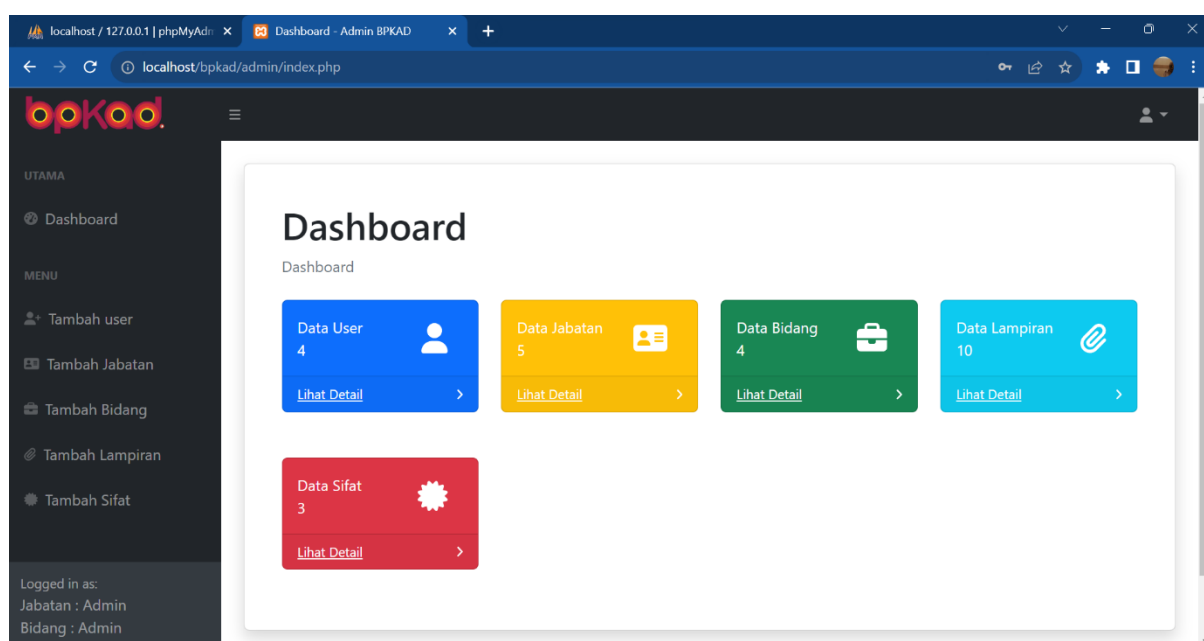 localhost / 127.0.0.1 | phpMyAdn
Dashboard - Admin BPKAD
localhost/bpkad/admin/index.php
bpkad.
UTAMA
Dashboard
MENU
Tambah user
Tambah Jabatan
Tambah Bidang
Tambah Lampiran
Tambah Sifat
Logged in as:
Jabatan : Admin
Bidang : Admin
Dashboard
Dashboard
Data User
4
Lihat Detail
Data Jabatan
5
Lihat Detail
Data Bidang
4
Lihat Detail
Data Lampiran
10
Lihat Detail
Data Sifat
3
Lihat Detail